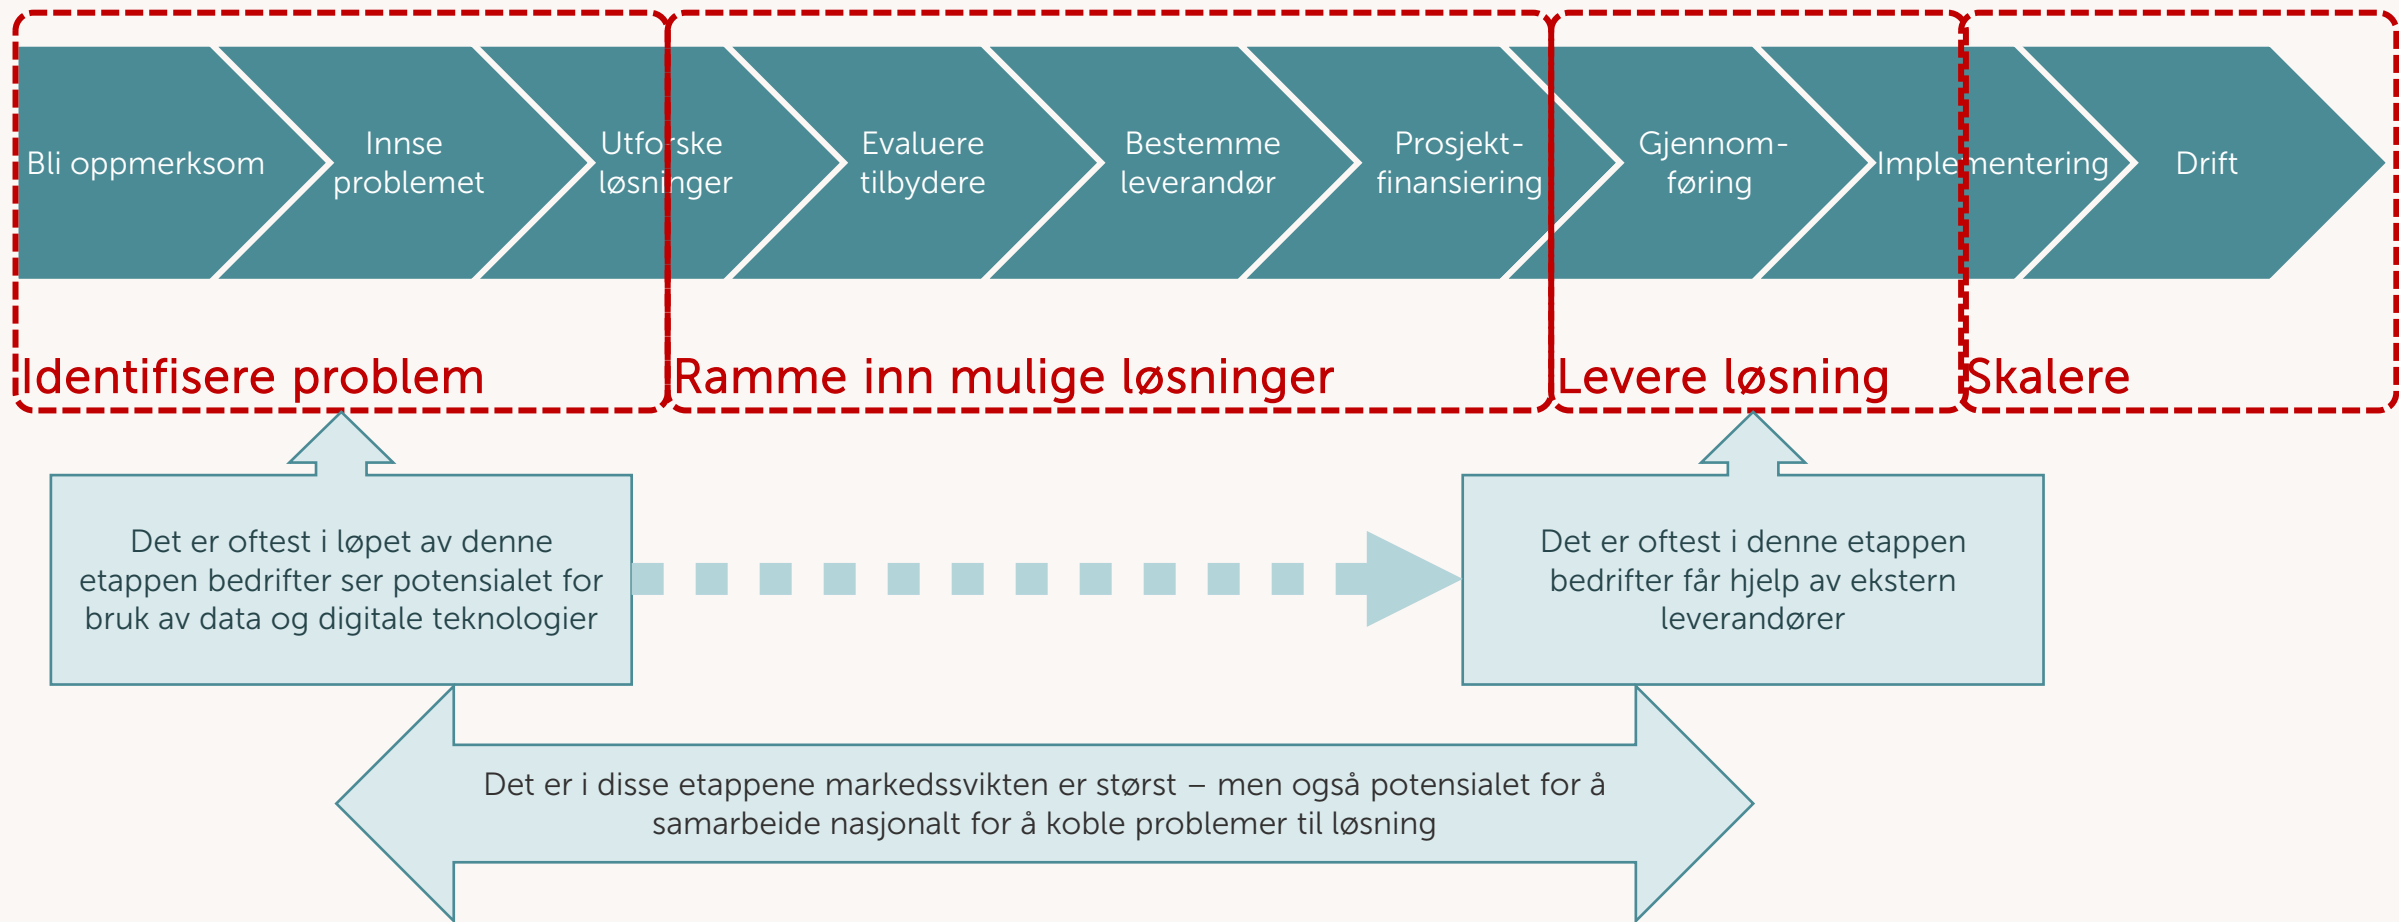 Bli oppmerksom
Innse
problemet
Utforske
løsninger
Evaluere
tilbydere
Bestemme
leverandør
Prosjekt-
finansiering
Gjennom-
føring
Implementering
Drift
Identifisere problem
Ramme inn mulige løsninger
Levere løsning
Skalere
Det er oftest i løpet av denne
etappen bedrifter ser potensialet for
bruk av data og digitale teknologier
Det er oftest i denne etappen
bedrifter får hjelp av ekstern
leverandører
Det er i disse etappene markedssvikten er størst – men også potensialet for å
samarbeide nasjonalt for å koble problemer til løsning